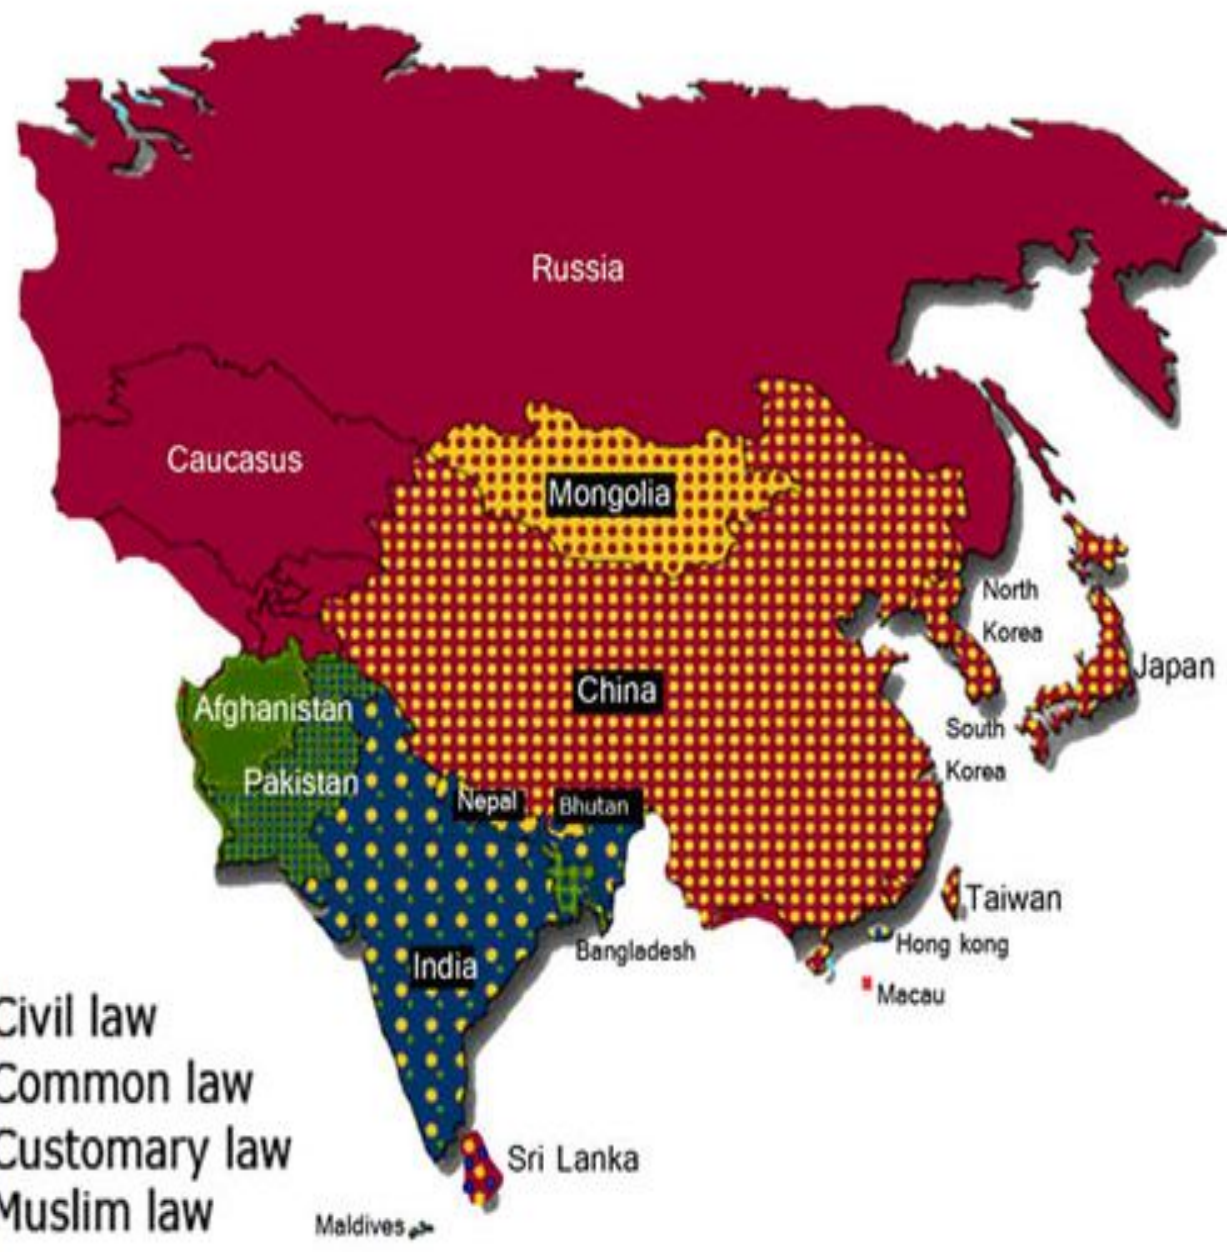 Russia
Caucasus
Mongolia
North
Korea
Japan
China
Afghanistan
South
Korea
Pakistan
Nepal
Bhutan
Taiwan
Hong kong
Bangladesh
India
Macau
Civil law
Common law
Customary law
Muslim law
Sri Lanka
Maldives